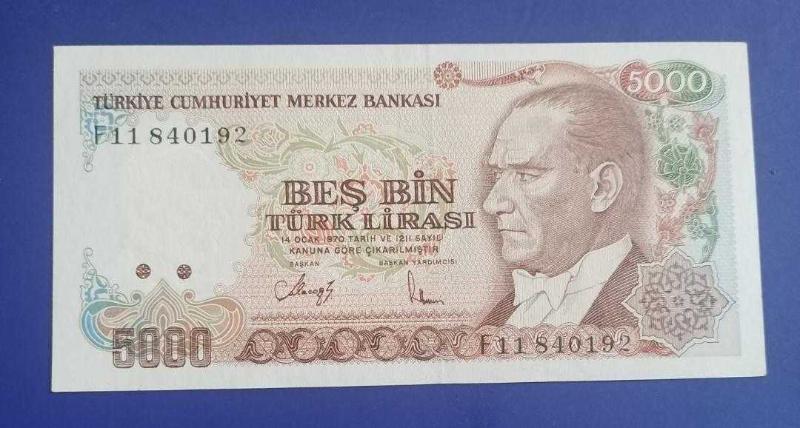 5000
TÜRKİYE CUMHURİYET MERKEZ BANKASI
F11 840192
BEŞ BİN
TÜRK LİRASI
14 OCAK 1970 TARİH VE 1211 SAYILI
KANUNA GÖRE ÇIKARILMIŞTIR
BAŞKAN BAŞKAN YARDIMCISI
5000
F11 840192